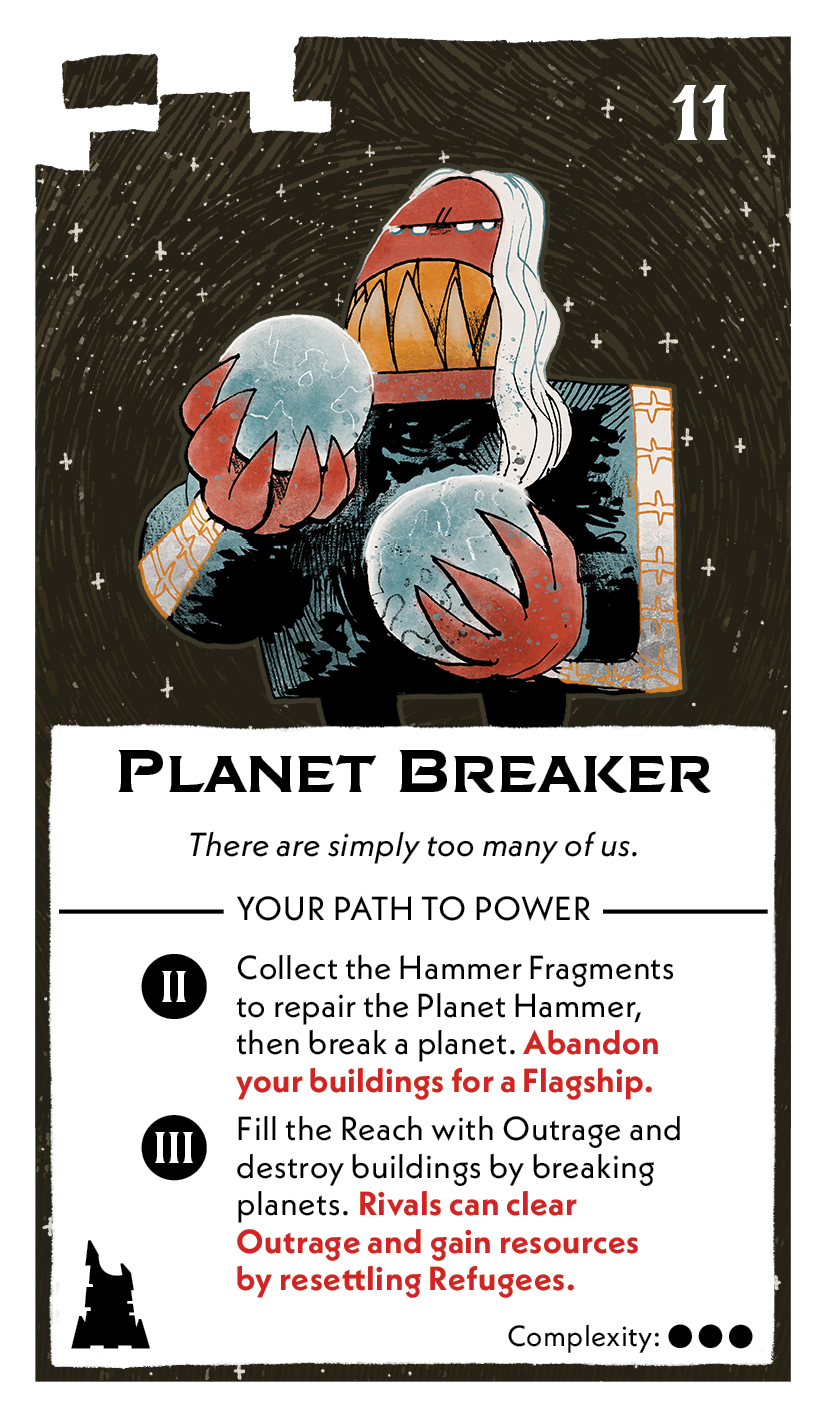 11
Planet Breaker
There are simply too many of us.
YOUR PATH TO POWER
II
Collect the Hammer Fragments
to repair the Planet Hammer,
then break a planet. Abandon
your buildings for a Flagship.
III
Fill the Reach with Outrage and
destroy buildings by breaking
planets. Rivals can clear
Outrage and gain resources
by resettling Refugees.
Complexity: